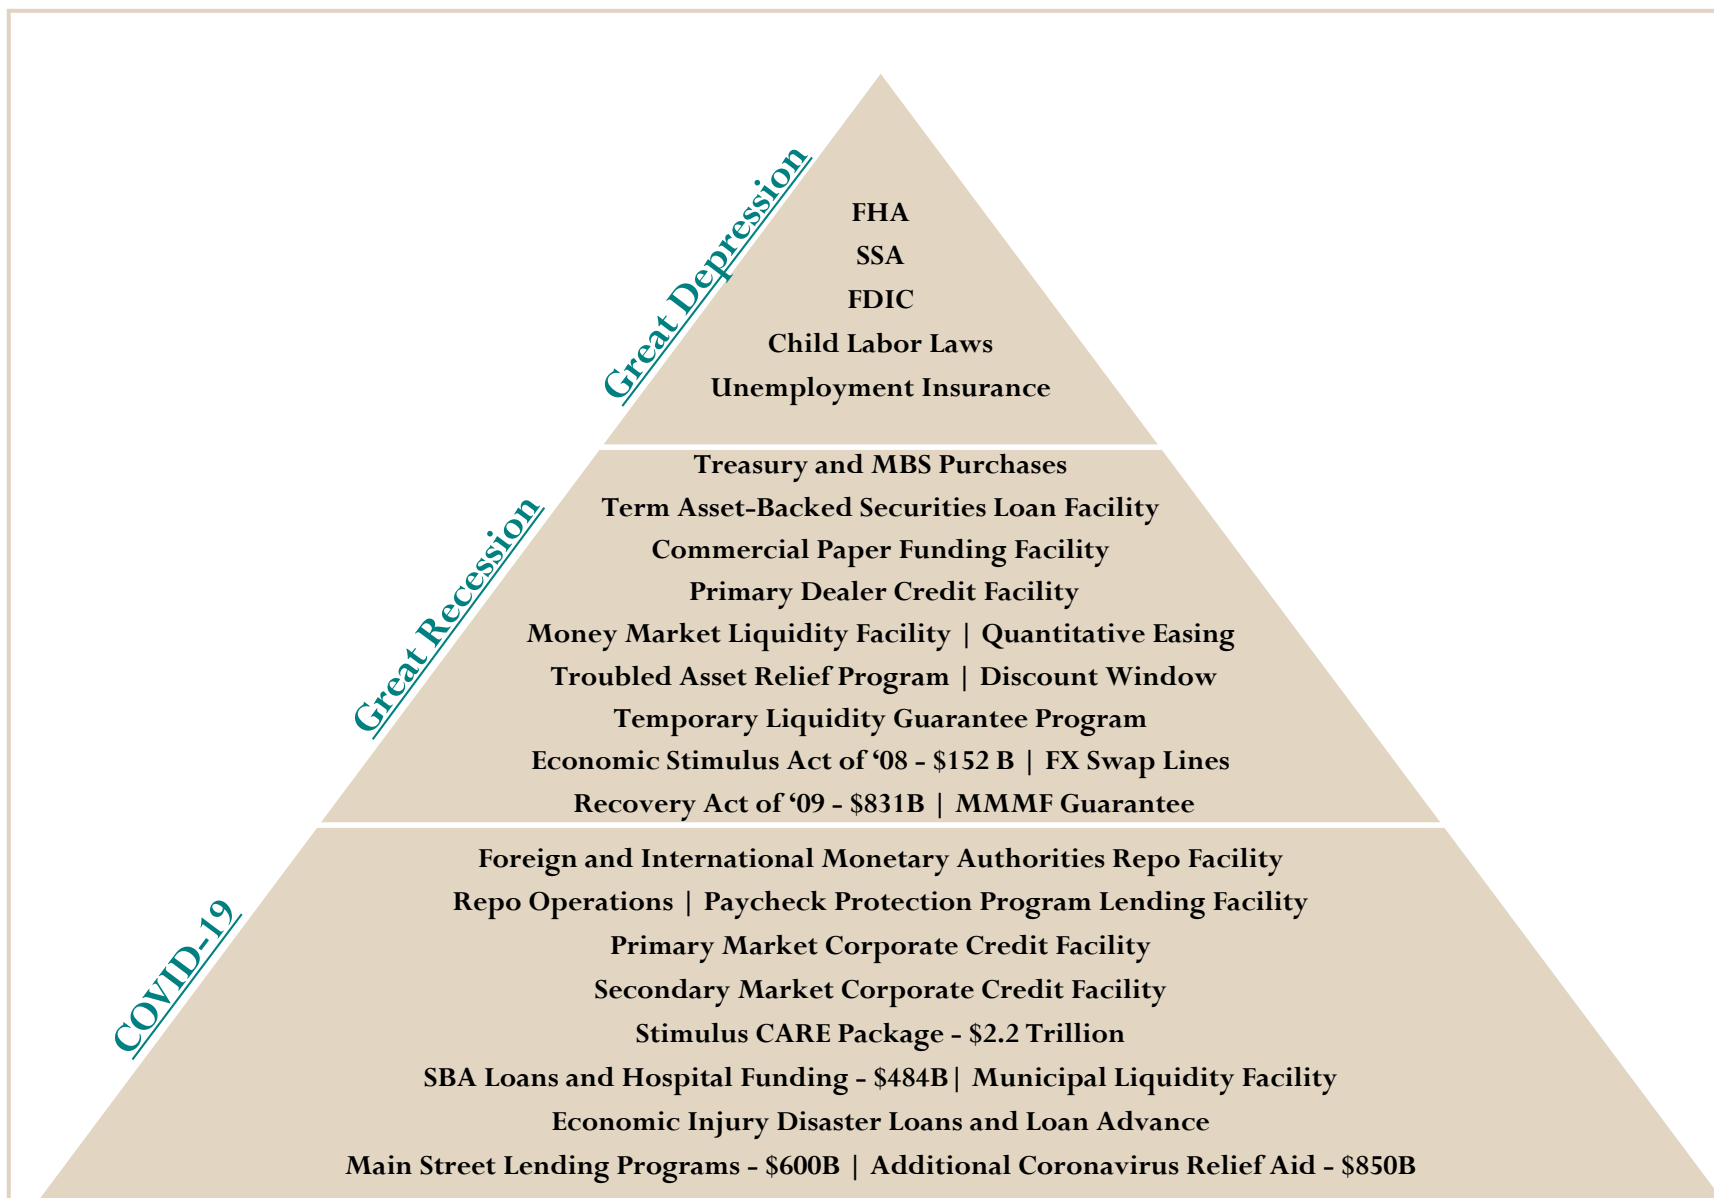 Great Depression
FHA
SSA
FDIC
Child Labor Laws
Unemployment Insurance
Great Recession
Treasury and MBS Purchases
Term Asset-Backed Securities Loan Facility
Commercial Paper Funding Facility
Primary Dealer Credit Facility
Money Market Liquidity Facility | Quantitative Easing
Troubled Asset Relief Program | Discount Window
Temporary Liquidity Guarantee Program
Economic Stimulus Act of ‘08 - $152 B | FX Swap Lines
Recovery Act of ‘09 - $831B | MMMF Guarantee
COVID-19
Foreign and International Monetary Authorities Repo Facility
Repo Operations | Paycheck Protection Program Lending Facility
Primary Market Corporate Credit Facility
Secondary Market Corporate Credit Facility
Stimulus CARE Package - $2.2 Trillion
SBA Loans and Hospital Funding - $484B| Municipal Liquidity Facility
Economic Injury Disaster Loans and Loan Advance
Main Street Lending Programs - $600B | Additional Coronavirus Relief Aid - $850B